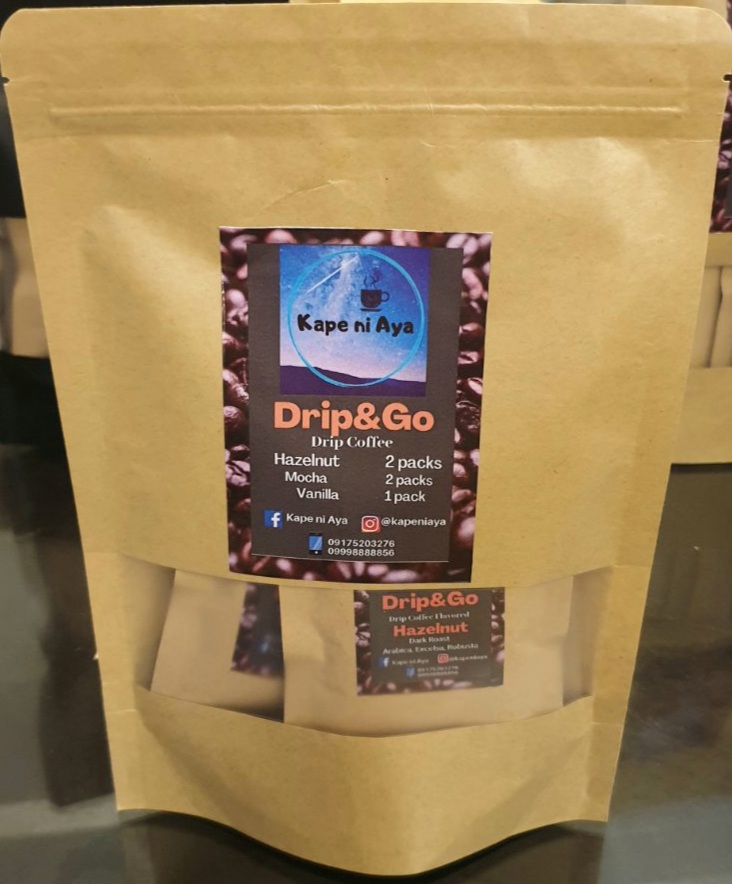 Kape ni Aya
Drip&Go
Drip Coffee
Hazelnut 2 packs
Mocha 2 packs
Vanilla 1 pack
Kape ni Aya @kapeniaya
09175203276
09998888856
Drip&Go
Drip Coffee Flavored
Hazelnut
Dark Roast
Arabica, Excelsa, Robusta
Kape ni Aya @kapeniaya